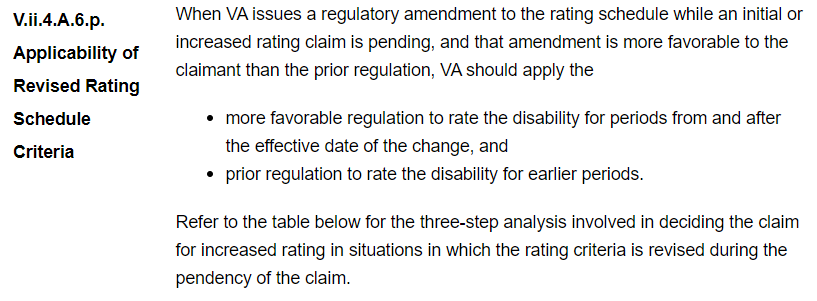 V.ii.4.A.6.p.
Applicability of
Revised Rating
Schedule
Criteria
When VA issues a regulatory amendment to the rating schedule while an initial or
increased rating claim is pending, and that amendment is more favorable to the
claimant than the prior regulation, VA should apply the
• more favorable regulation to rate the disability for periods from and after
the effective date of the change, and
• prior regulation to rate the disability for earlier periods.
Refer to the table below for the three-step analysis involved in deciding the claim
for increased rating in situations in which the rating criteria is revised during the
pendency of the claim.